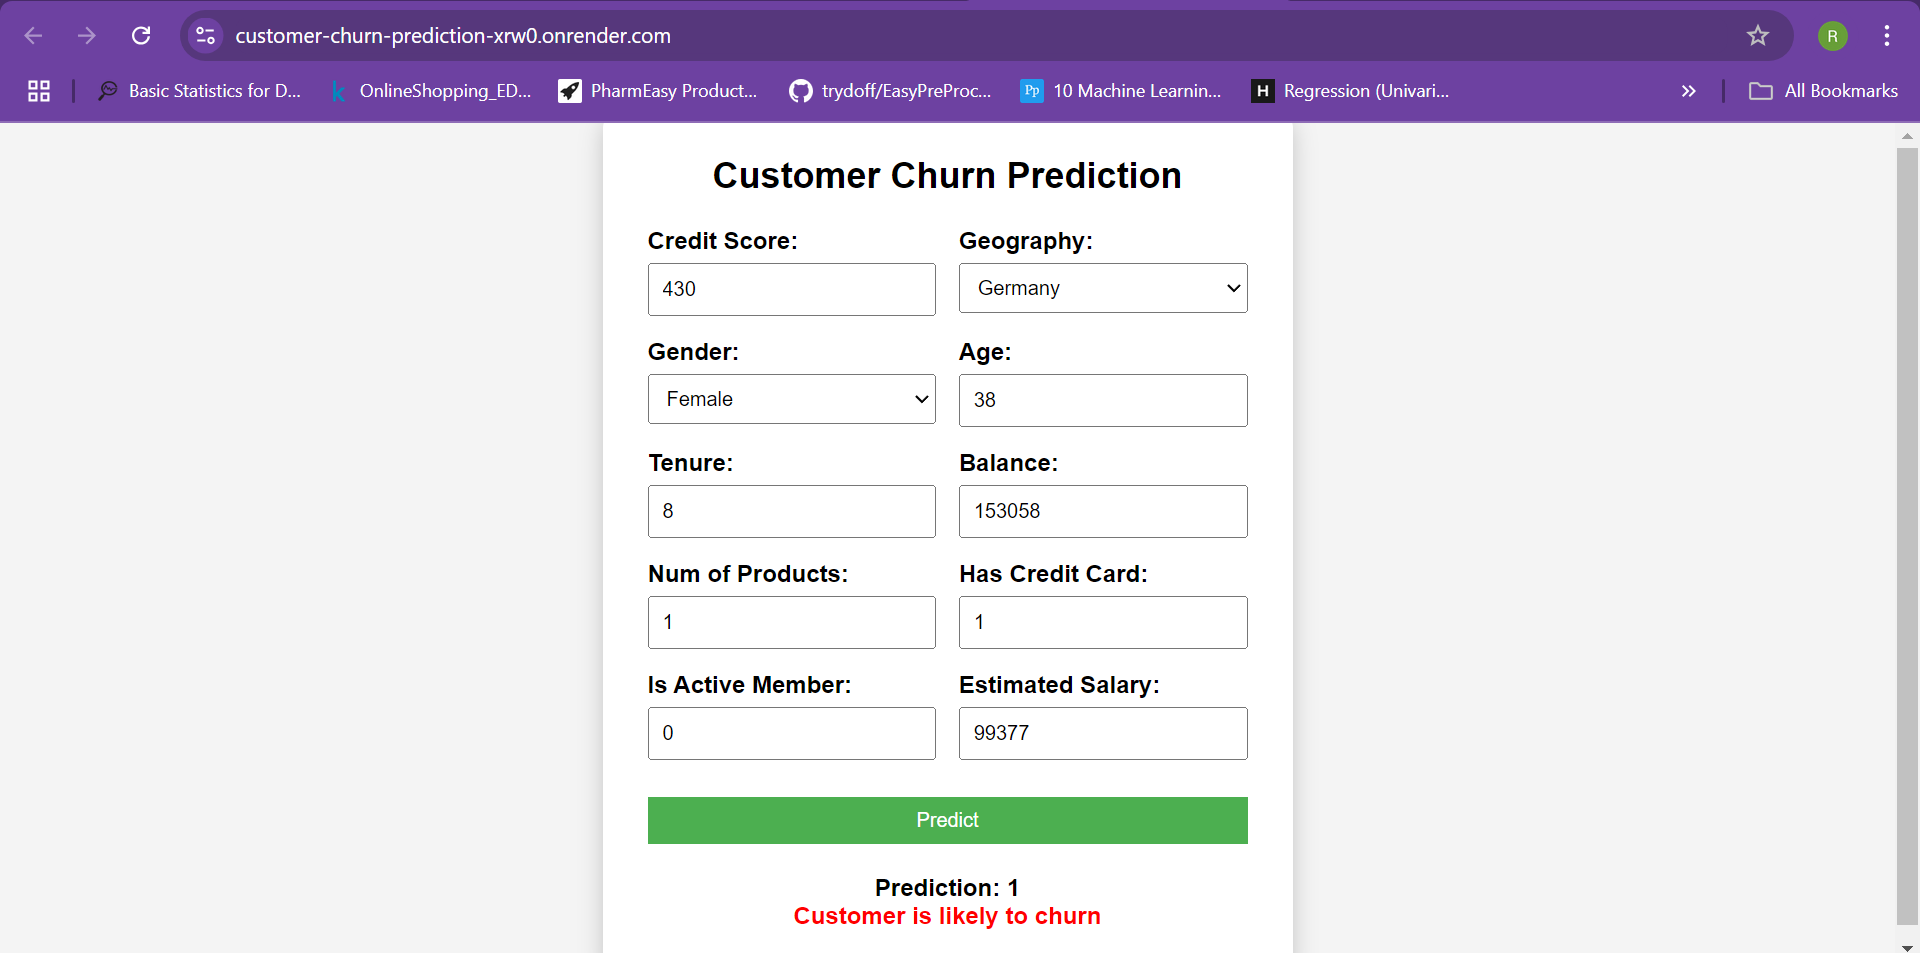 customer-churn-prediction-xrw0.onrender.com
R
Basic Statistics for D...
k OnlineShopping_ED...
PharmEasy Product...
trydoff/EasyPreProc...
Pp 10 Machine Learnin...
H Regression (Univari...
All Bookmarks
Customer Churn Prediction
Credit Score: Geography:
430 Germany
Gender: Age:
Female 38
Tenure: Balance:
8 153058
Num of Products: Has Credit Card:
1 1
Is Active Member: Estimated Salary:
0 99377
Predict
Prediction: 1
Customer is likely to churn